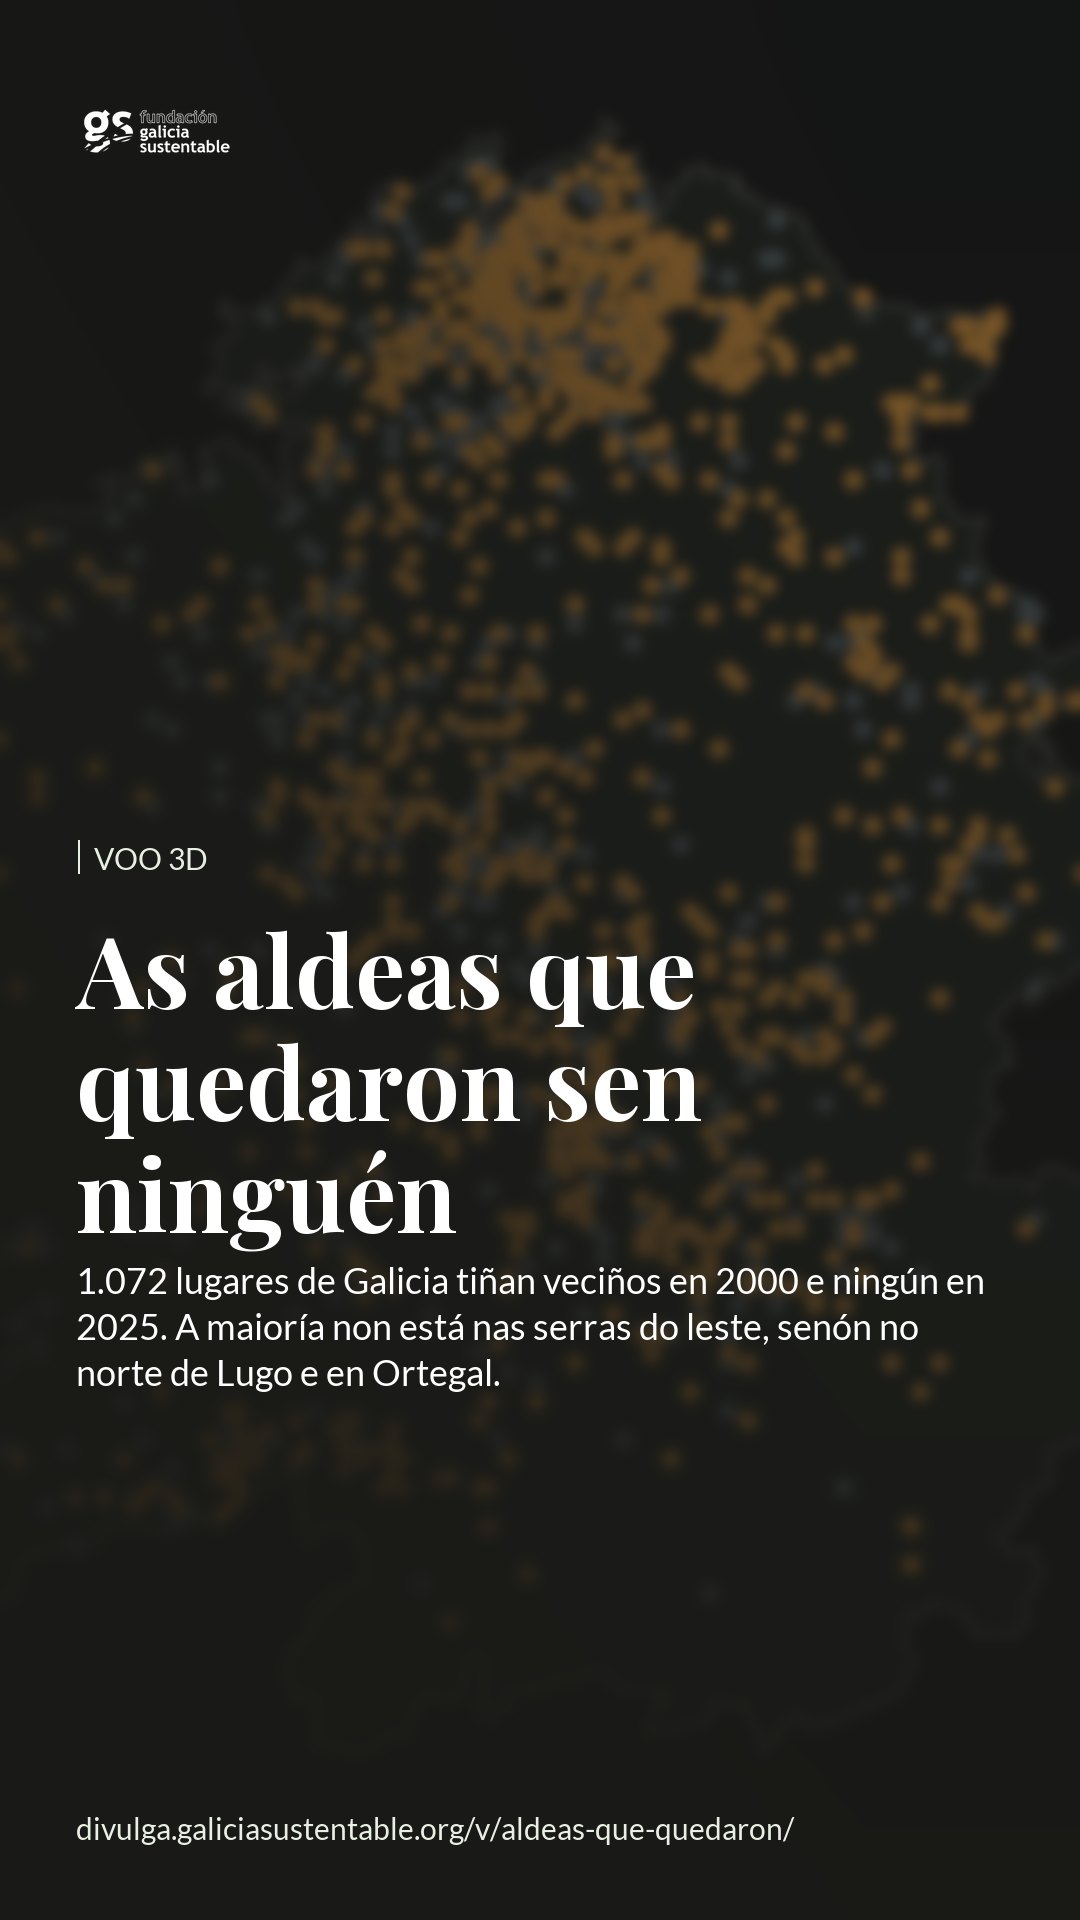 gs
fundación
galicia
sustentable
VOO 3D
As aldeas que
quedaron sen
ninguén
1.072 lugares de Galicia tiñan veciños en 2000 e ningún en
2025. A maioría non está nas serras do leste, senón no
norte de Lugo e en Ortegal.
divulga.galiciasustentable.org/v/aldeas-que-quedaron/